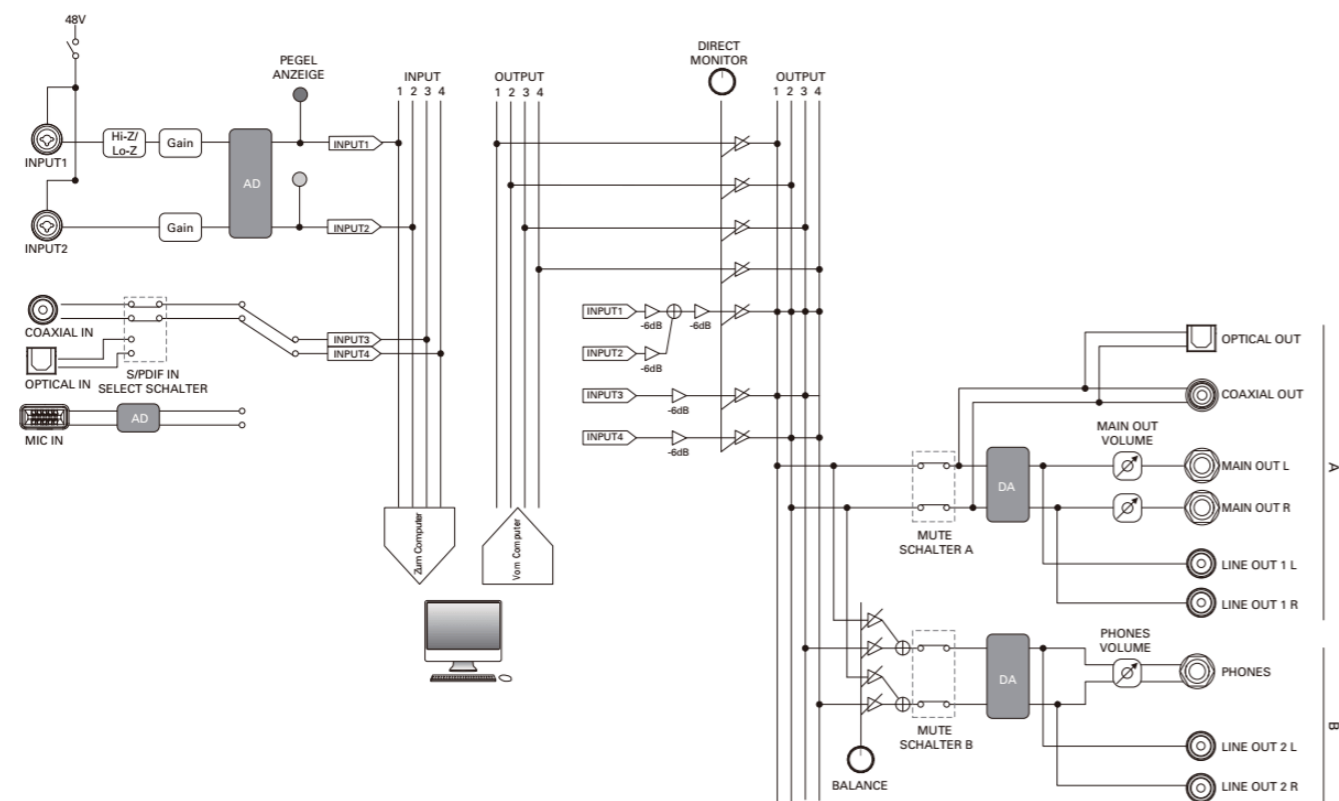 48V
PEGEL
ANZEIGE
INPUT
1 2 3 4
OUTPUT
1 2 3 4
DIRECT
MONITOR
OUTPUT
1 2 3 4
INPUT1
Hi-Z/
Lo-Z
Gain
AD
INPUT1
INPUT2
Gain
INPUT2
COAXIAL IN
OPTICAL IN
S/PDIF IN
SELECT SCHALTER
INPUT3
INPUT4
MIC IN
AD
Zum Computer
Vom Computer
INPUT1
-6dB
-6dB
INPUT2
-6dB
INPUT3
-6dB
INPUT4
-6dB
OPTICAL OUT
COAXIAL OUT
MAIN OUT
VOLUME
DA
MAIN OUT L
MAIN OUT R
MUTE
SCHALTER A
LINE OUT 1 L
LINE OUT 1 R
A
PHONES
VOLUME
DA
PHONES
MUTE
SCHALTER B
BALANCE
LINE OUT 2 L
LINE OUT 2 R
B